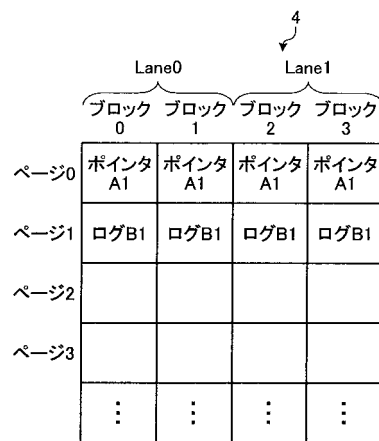 4
Lane0 Lane1
ブロック ブロック ブロック ブロック
0 1 2 3
ページ0 ポインタ ポインタ ポインタ ポインタ
A1 A1 A1 A1
ページ1 ログB1 ログB1 ログB1 ログB1
ページ2
ページ3
⋮ ⋮ ⋮ ⋮